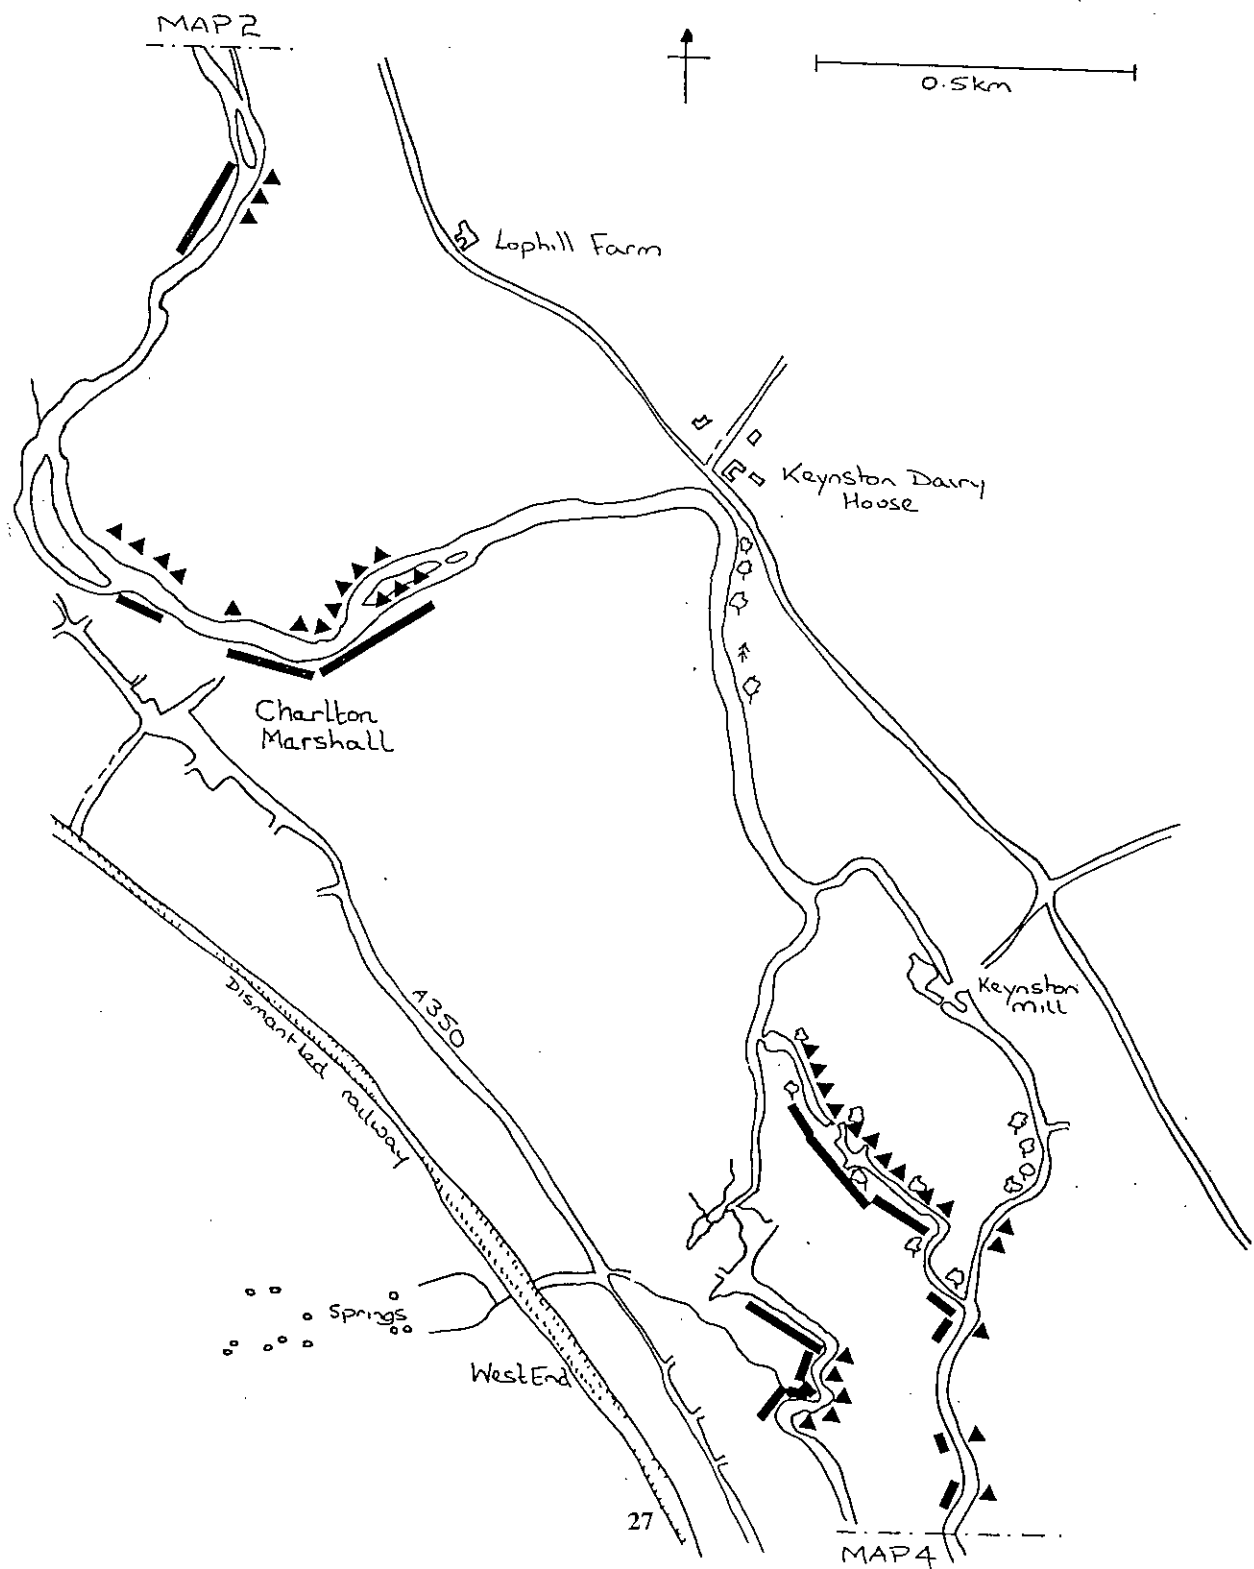 MAP 2
0.5km
Lophill Farm
Keynston Dairy
House
Charlton
Marshall
Keynston
Mill
A350
Dismantled railway
Springs
West End
27
MAP 4